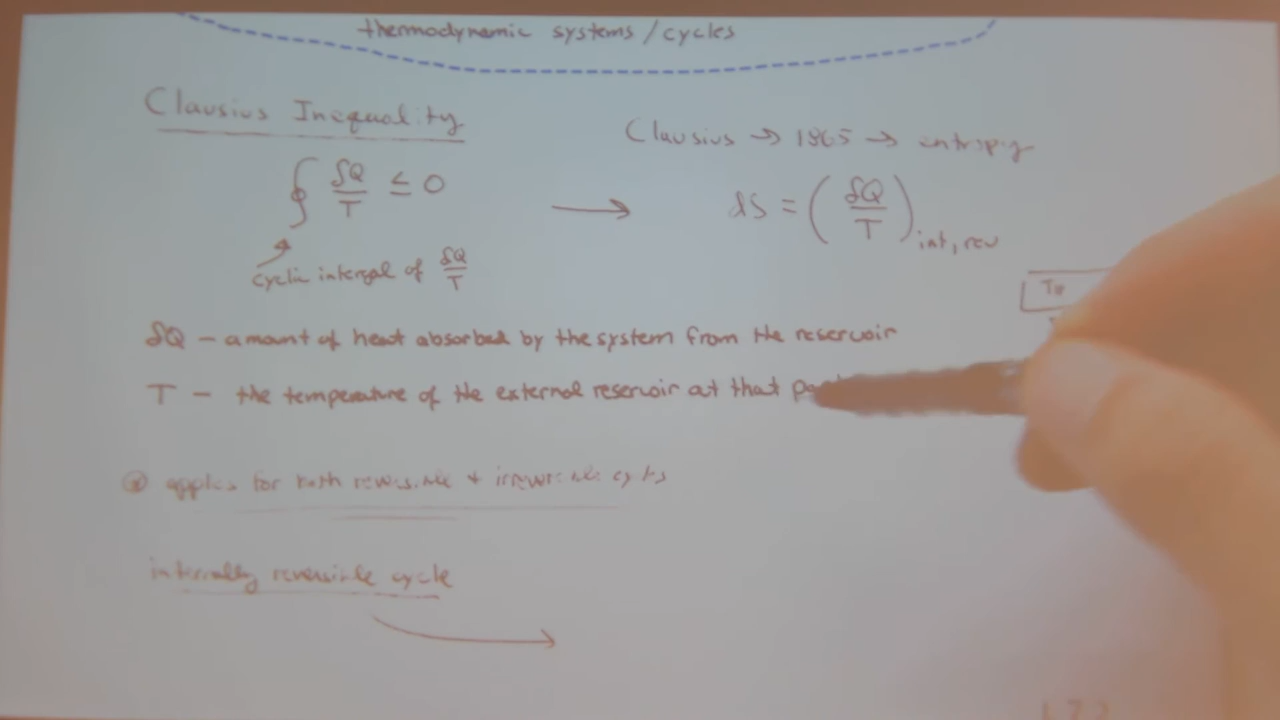 thermodynamic systems/cycles
Clausius Inequality
Clausius → 1865 → entropy
∮ δQ/T ≤ 0
→
dS = (δQ/T)int, rev
cyclic integral of δQ/T
TR
δQ - amount of heat absorbed by the system from the reservoir
T - the temperature of the external reservoir at that
applies for both reversible + irreversible
internally reversible cycle